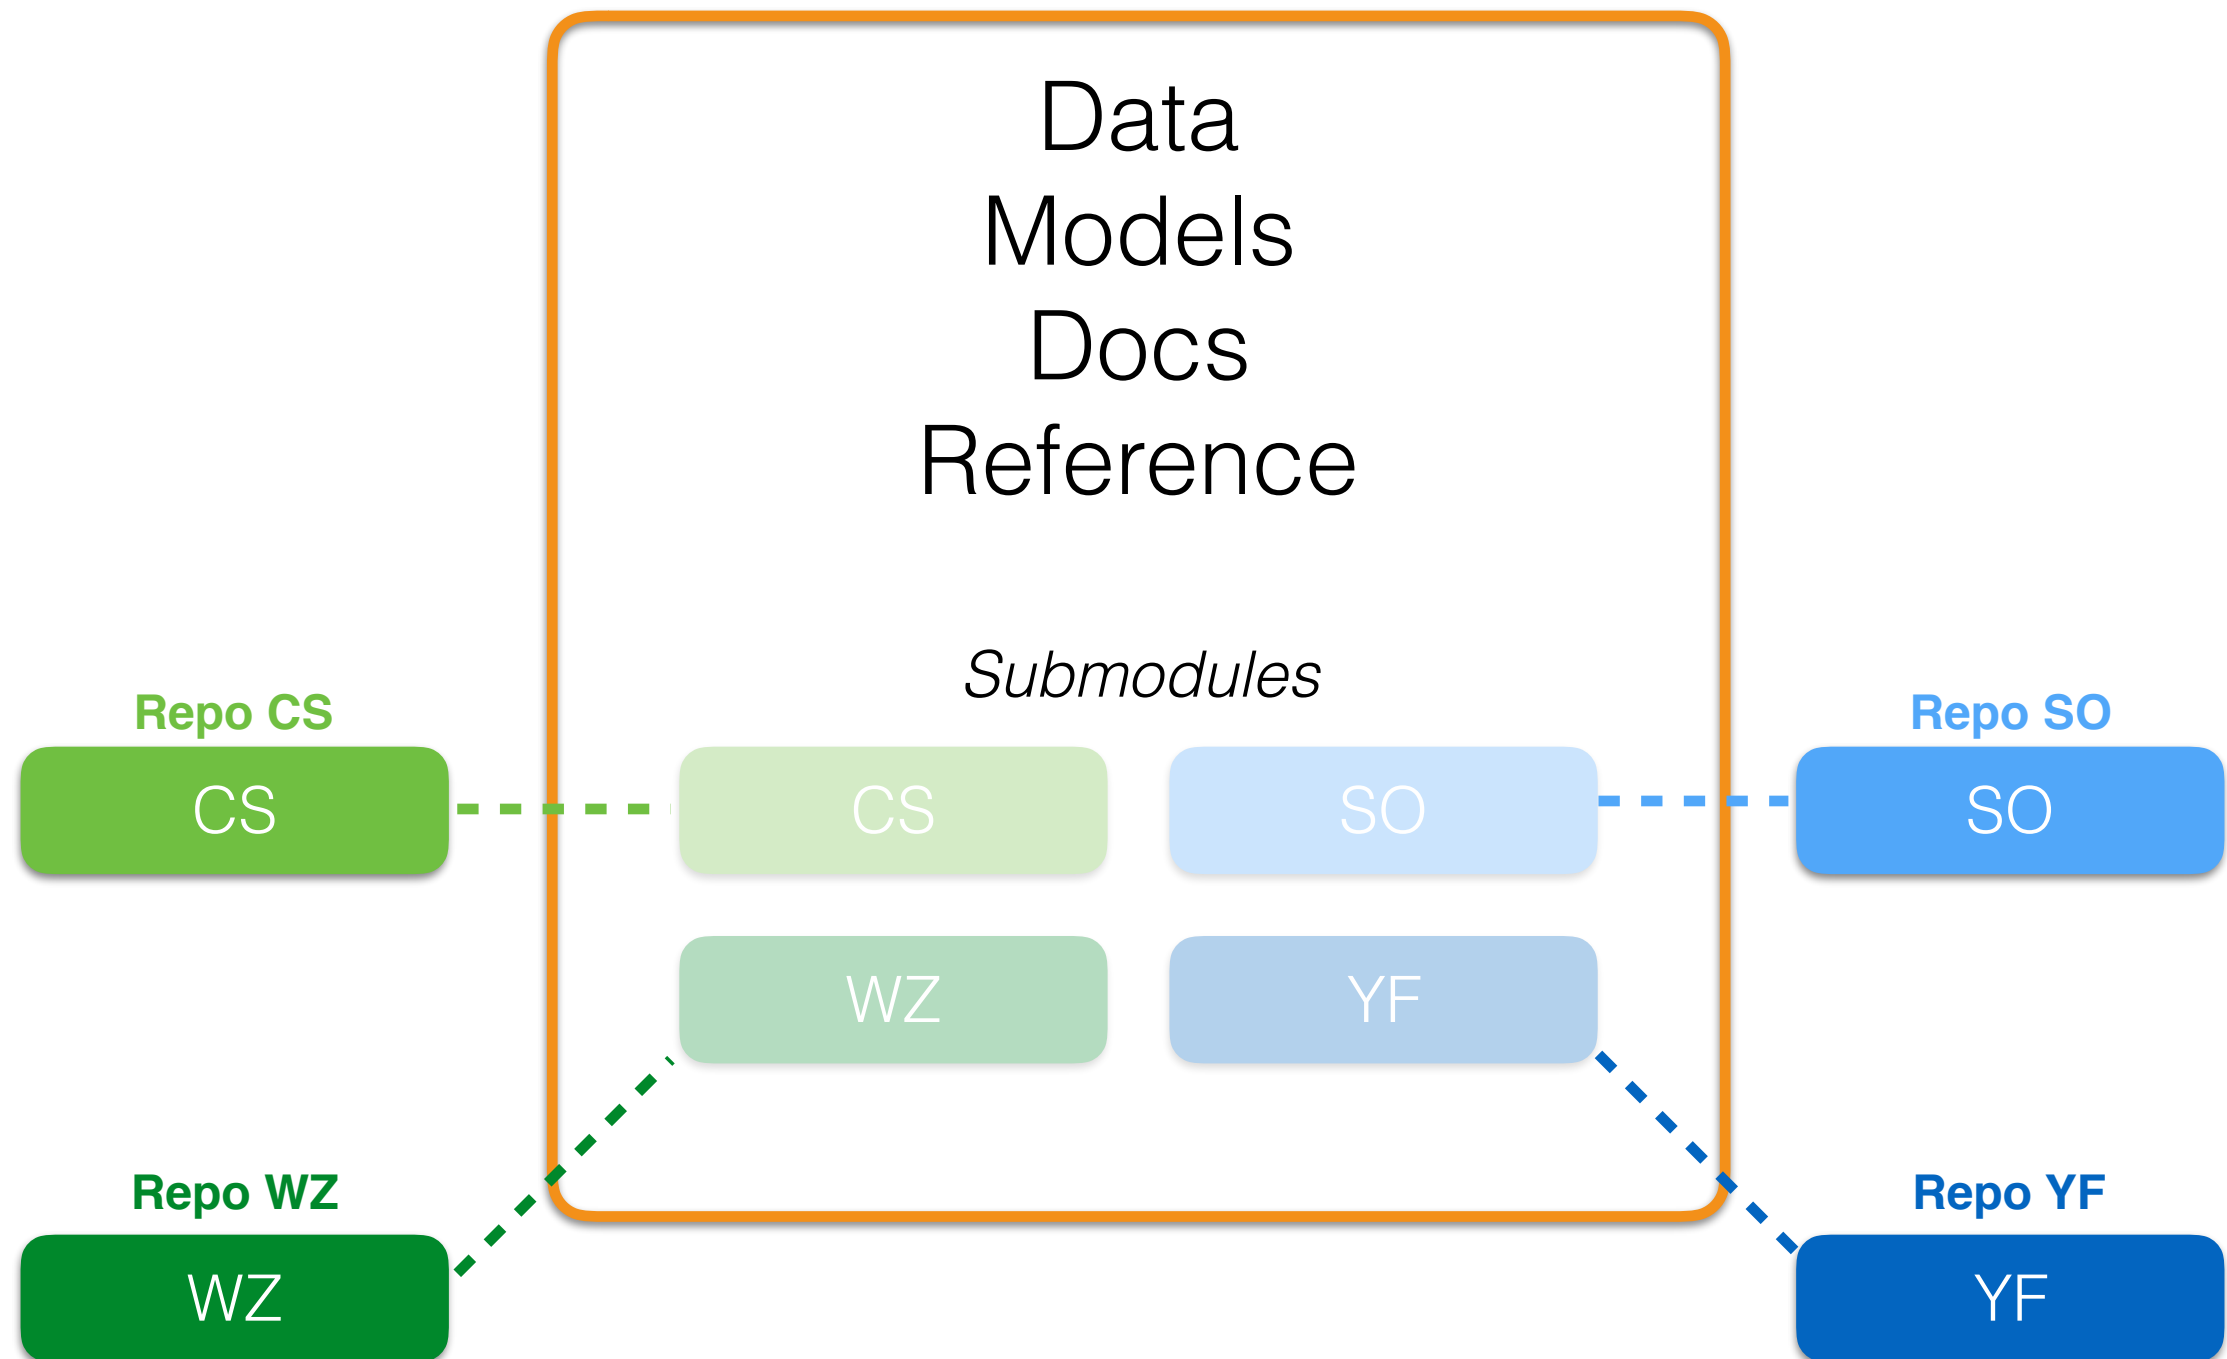 Data
Models
Docs
Reference
Submodules
Repo CS
Repo SO
CS
CS
SO
SO
WZ
YF
Repo WZ
Repo YF
WZ
YF